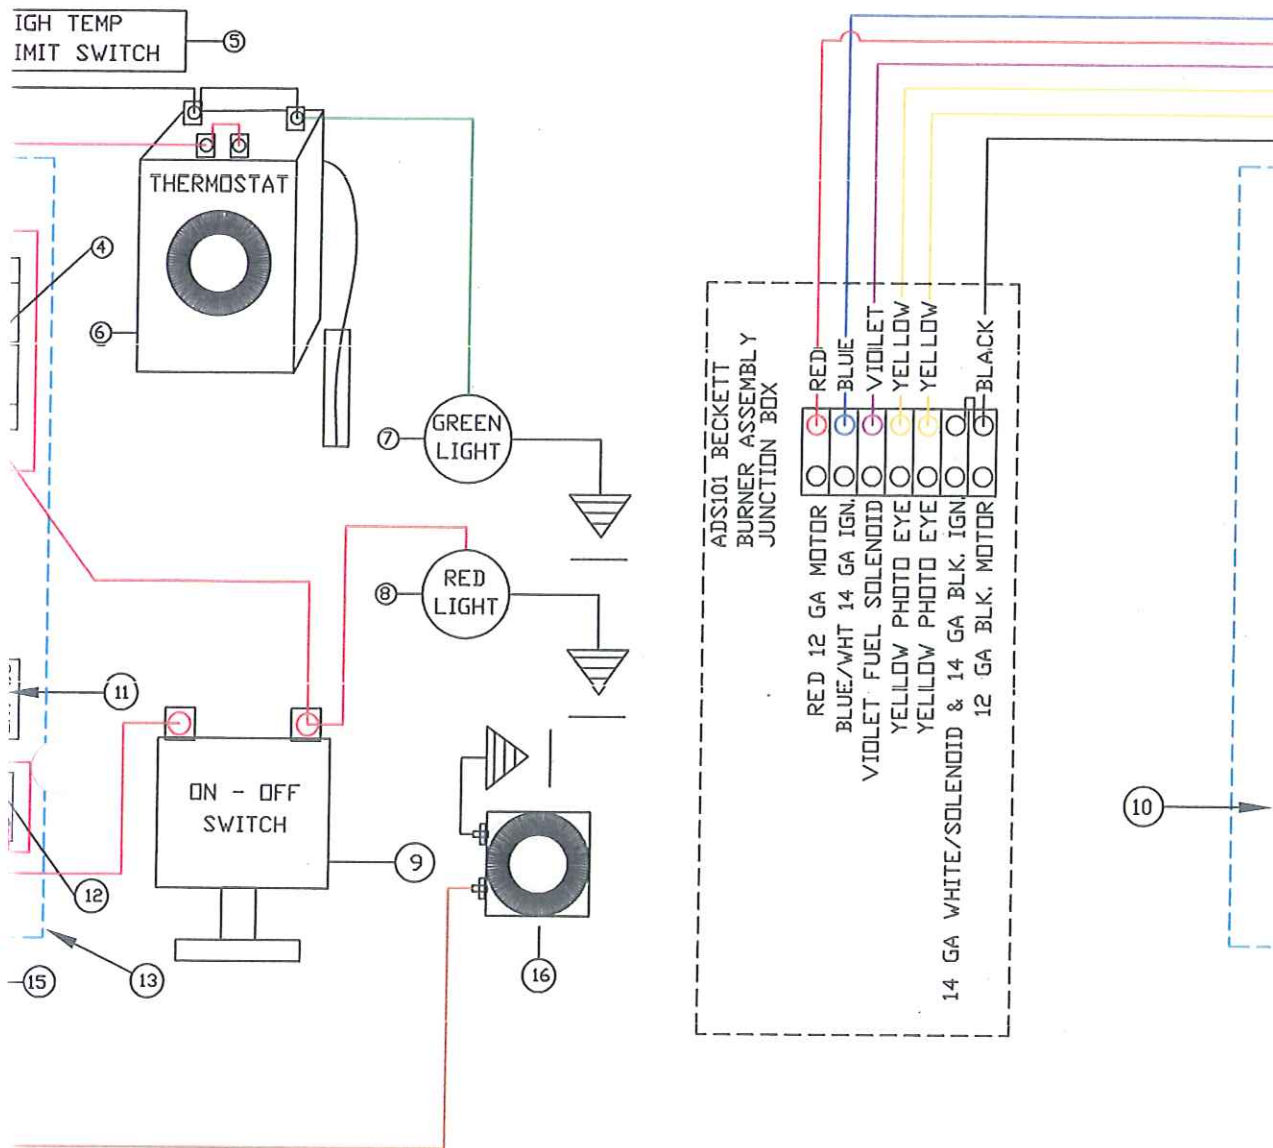 IGH TEMP
IMIT SWITCH
5
THERMOSTAT
4
6
GREEN
LIGHT
7
RED
LIGHT
8
11
ON - OFF
SWITCH
9
12
13
15
16
ADS101 BECKETT
BURNER ASSEMBLY
JUNCTION BOX
RED
BLUE
VIOLET
YELLOW
YELLOW
BLACK
RED 12 GA MOTOR
BLUE/WHT 14 GA IGN.
VIOLET FUEL SOLENOID
YELLOW PHOTO EYE
YELLOW PHOTO EYE
14 GA WHITE/SOLENOID & 14 GA BLK. IGN.
12 GA BLK. MOTOR
10